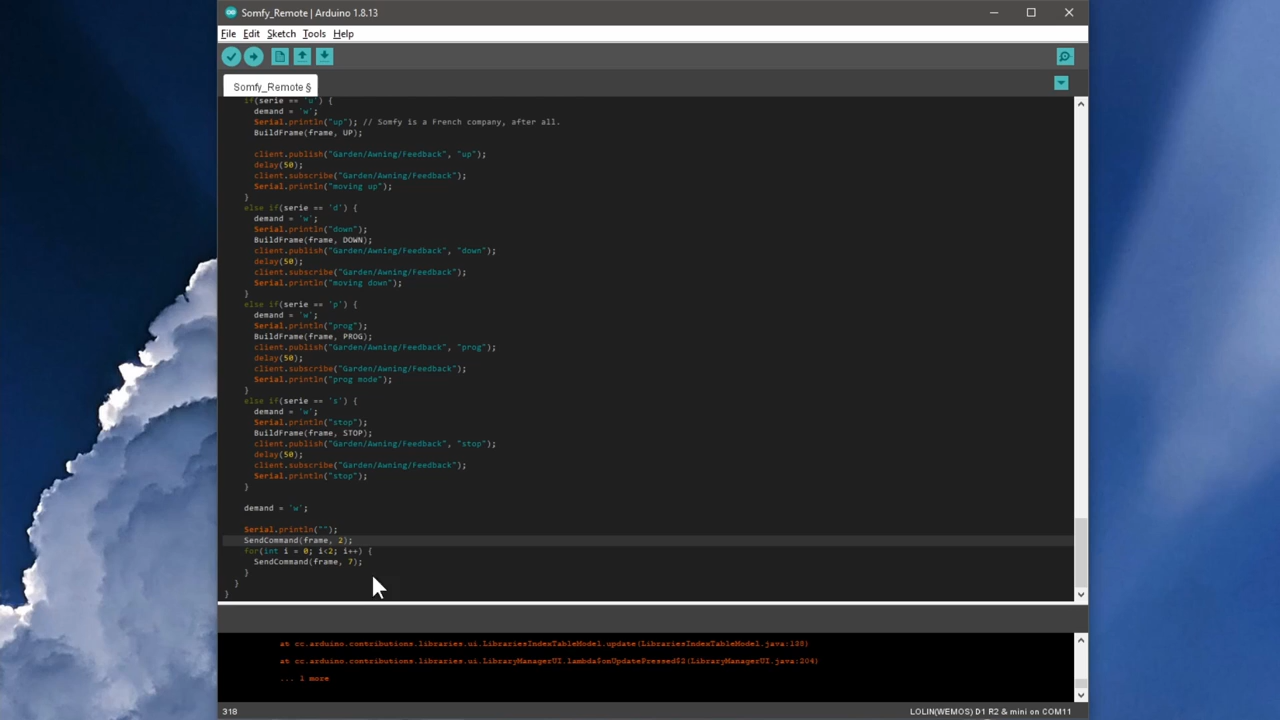 Somfy_Remote | Arduino 1.8.13
File Edit Sketch Tools Help
Somfy_Remote §
if(serie == 'u') {
demand = 'w';
Serial.println("up"); // Somfy is a French company, after all.
BuildFrame(frame, UP);
client.publish("Garden/Awning/Feedback", "up");
delay(50);
client.subscribe("Garden/Awning/Feedback");
Serial.println("moving up");
}
else if(serie == 'd') {
demand = 'w';
Serial.println("down");
BuildFrame(frame, DOWN);
client.publish("Garden/Awning/Feedback", "down");
delay(50);
client.subscribe("Garden/Awning/Feedback");
Serial.println("moving down");
}
else if(serie == 'p') {
demand = 'w';
Serial.println("prog");
BuildFrame(frame, PROG);
client.publish("Garden/Awning/Feedback", "prog");
delay(50);
client.subscribe("Garden/Awning/Feedback");
Serial.println("prog mode");
}
else if(serie == 's') {
demand = 'w';
Serial.println("stop");
BuildFrame(frame, STOP);
client.publish("Garden/Awning/Feedback", "stop");
delay(50);
client.subscribe("Garden/Awning/Feedback");
Serial.println("stop");
}
demand = 'w';
Serial.println("");
SendCommand(frame, 2);
for(int i = 0; i<2; i++) {
SendCommand(frame, 7);
}
}
}
at cc.arduino.contributions.libraries.ui.LibrariesIndexTableModel.update(LibrariesIndexTableModel.java:138)
at cc.arduino.contributions.libraries.ui.LibraryManagerUI.lambda$onUpdatePressed$2(LibraryManagerUI.java:204)
... 1 more
318
LOLIN(WEMOS) D1 R2 & mini on COM11